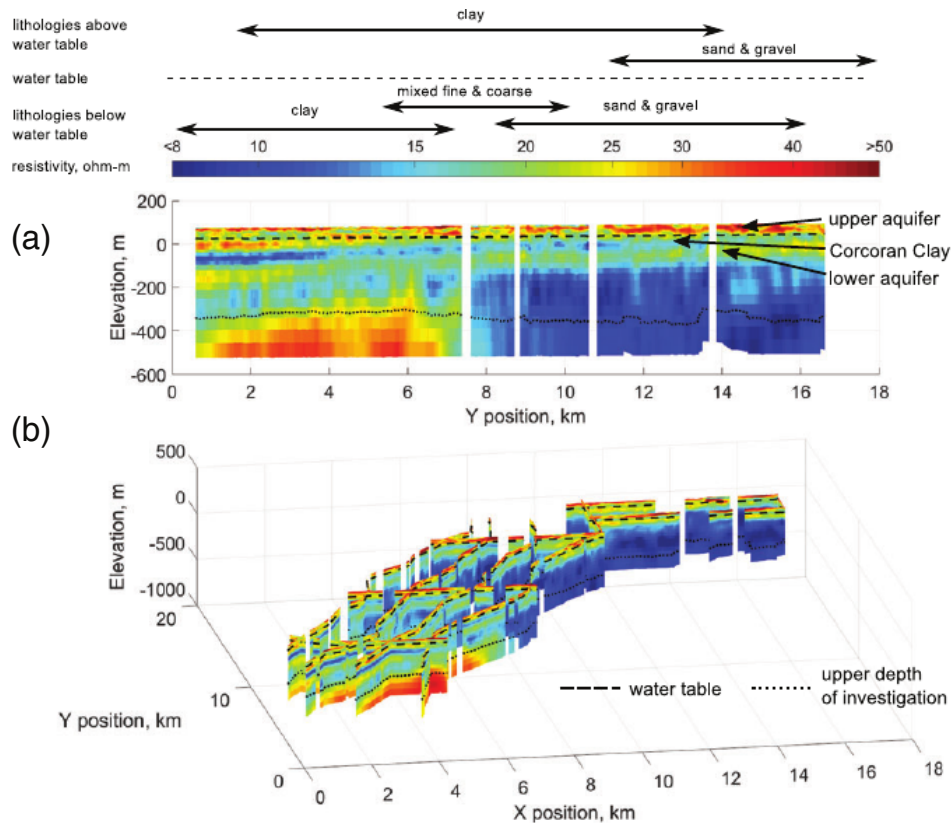 lithologies above
water table
clay
sand & gravel
water table
mixed fine & coarse
lithologies below
water table
clay
sand & gravel
<8 10 15 20 25 30 40 >50
resistivity, ohm-m
(a)
200
0
-200
-400
-600
Elevation, m
upper aquifer
Corcoran Clay
lower aquifer
0 2 4 6 8 10 12 14 16 18
Y position, km
(b)
500
0
-500
-1000
Elevation, m
20
10
0
Y position, km
water table
upper depth
of investigation
0 2 4 6 8 10 12 14 16 18
X position, km